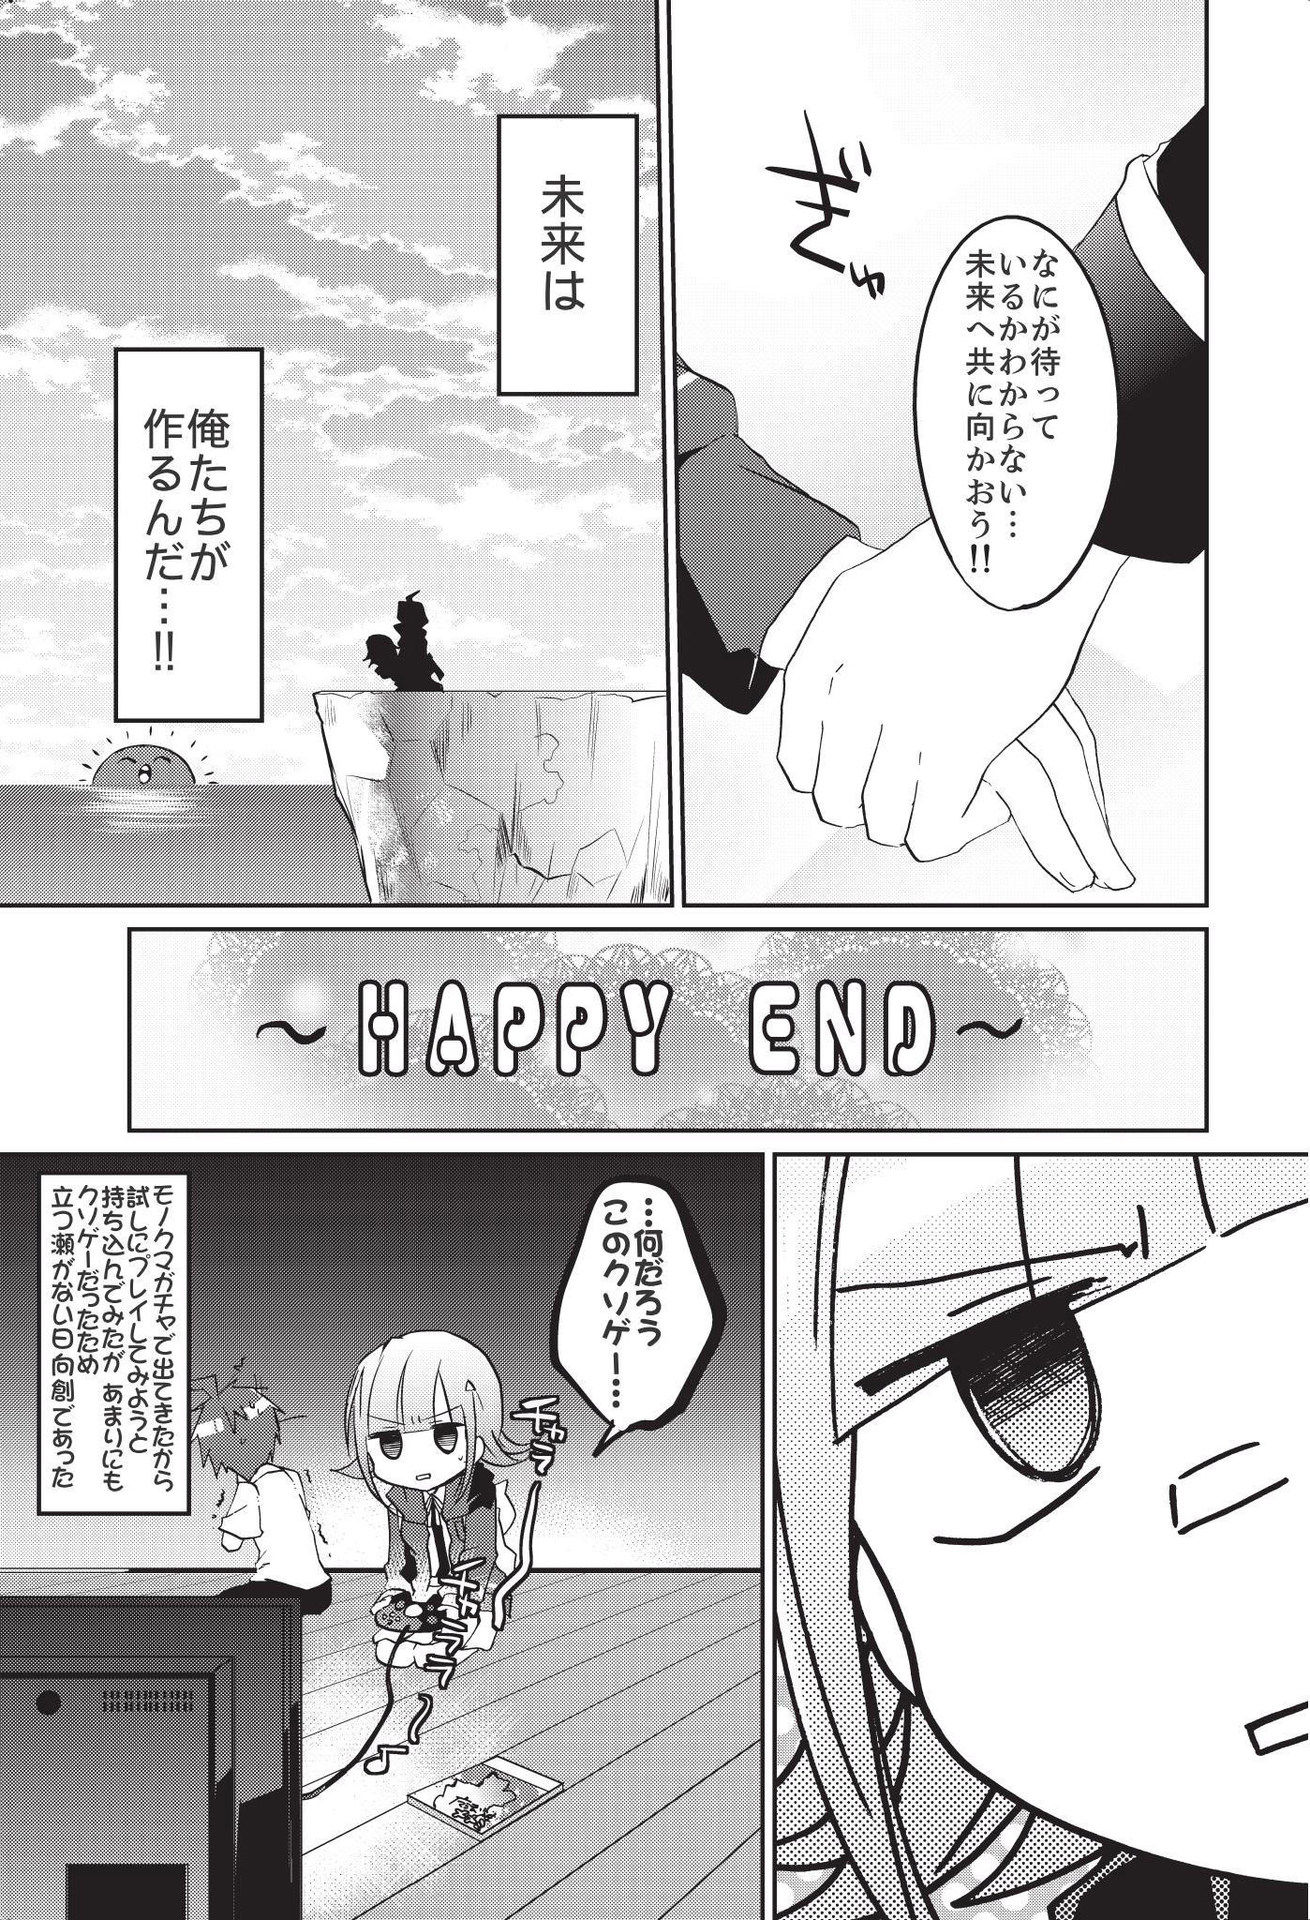 なにが待って
いるかわからない…
未来へ共に向かおう!!
未来は
俺たちが
作るんだ…!!
～HAPPY END～
…何だろう
このクソゲー…
チャラ
チャラララ
～♪
モノクマガチャで出てきたから
試しにプレイしてみようと
持ち込んでみたが あまりにも
クソゲーだったため
立つ瀬がない日向創であった